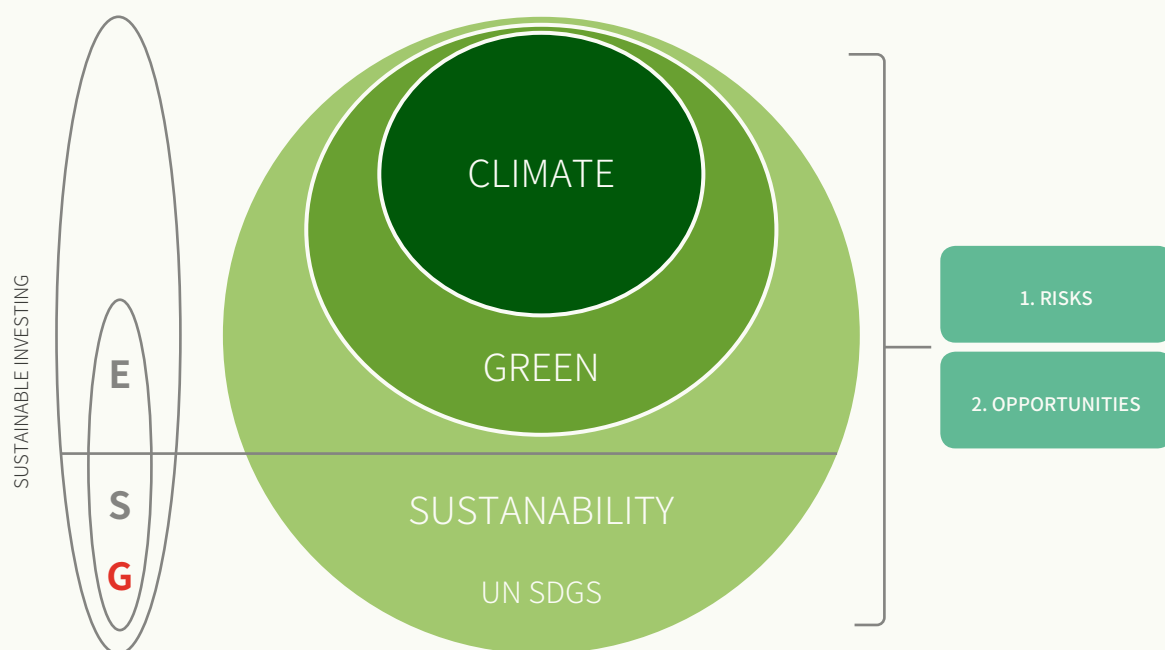 SUSTAINABLE INVESTING
E
S
G
CLIMATE
GREEN
SUSTANABILITY
UN SDGS
1. RISKS
2. OPPORTUNITIES